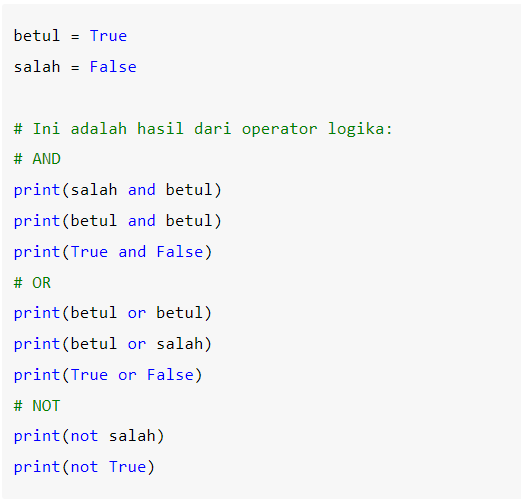 betul = True
salah = False
# Ini adalah hasil dari operator logika:
# AND
print(salah and betul)
print(betul and betul)
print(True and False)
# OR
print(betul or betul)
print(betul or salah)
print(True or False)
# NOT
print(not salah)
print(not True)